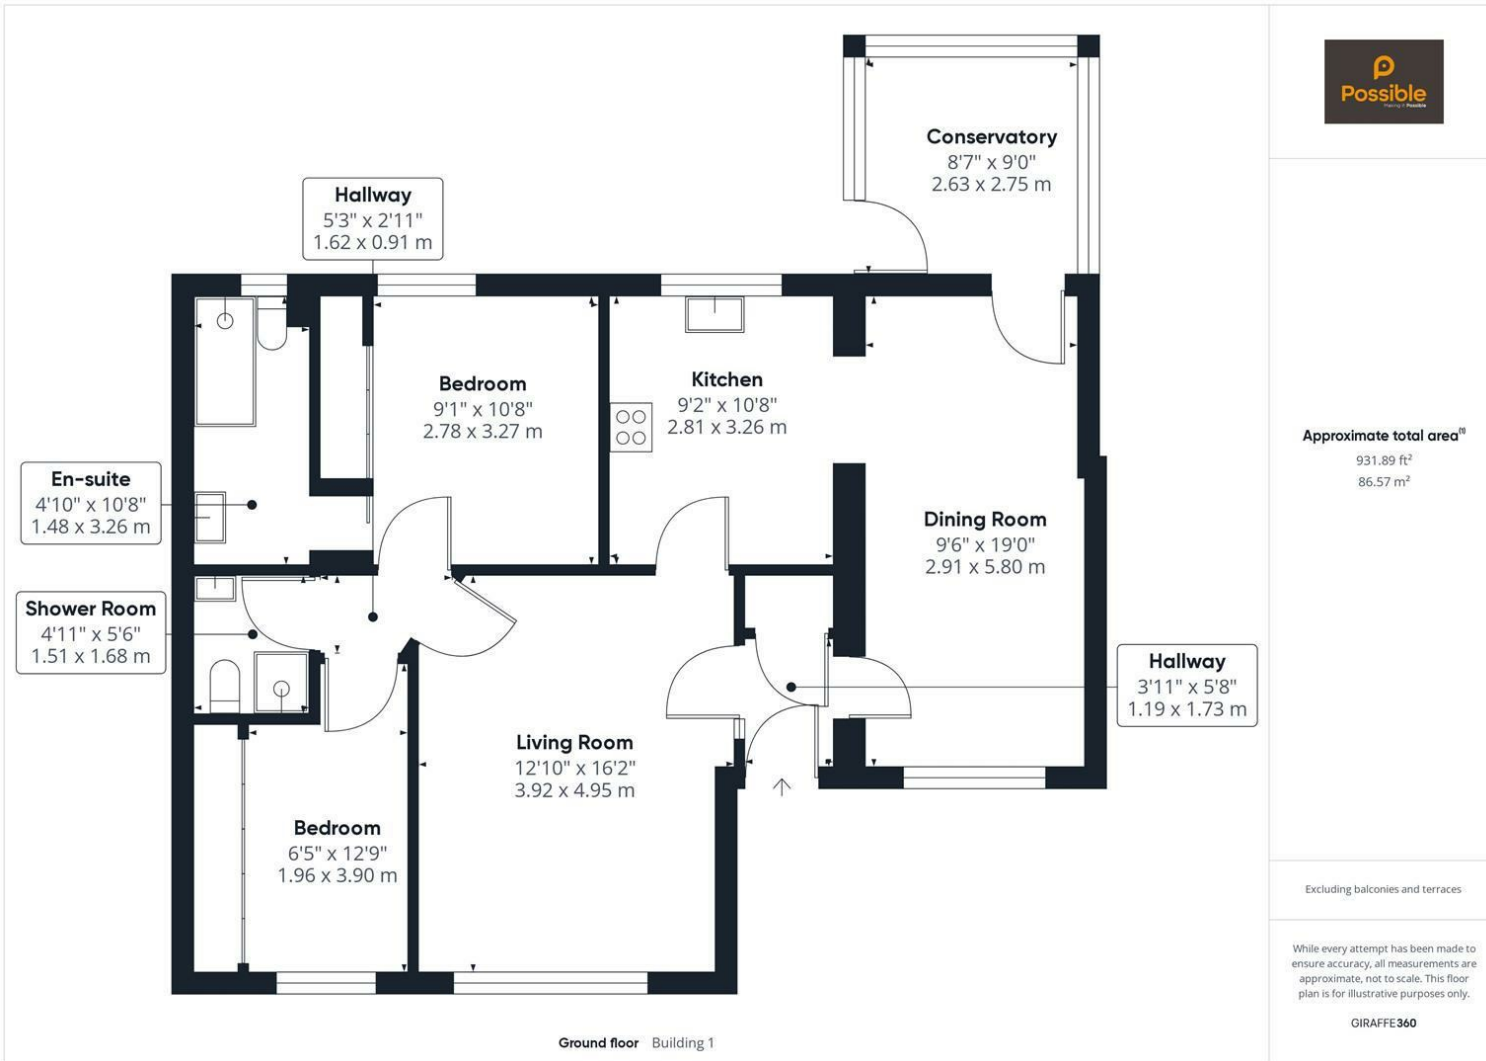 Possible
Making it Possible
Conservatory
8'7" x 9'0"
2.63 x 2.75 m
Hallway
5'3" x 2'11"
1.62 x 0.91 m
Bedroom
9'1" x 10'8"
2.78 x 3.27 m
Kitchen
9'2" x 10'8"
2.81 x 3.26 m
En-suite
4'10" x 10'8"
1.48 x 3.26 m
Dining Room
9'6" x 19'0"
2.91 x 5.80 m
Shower Room
4'11" x 5'6"
1.51 x 1.68 m
Hallway
3'11" x 5'8"
1.19 x 1.73 m
Living Room
12'10" x 16'2"
3.92 x 4.95 m
Bedroom
6'5" x 12'9"
1.96 x 3.90 m
Ground floor Building 1
Approximate total area⁽¹⁾
931.89 ft²
86.57 m²
Excluding balconies and terraces
While every attempt has been made to
ensure accuracy, all measurements are
approximate, not to scale. This floor
plan is for illustrative purposes only.
GIRAFFE360